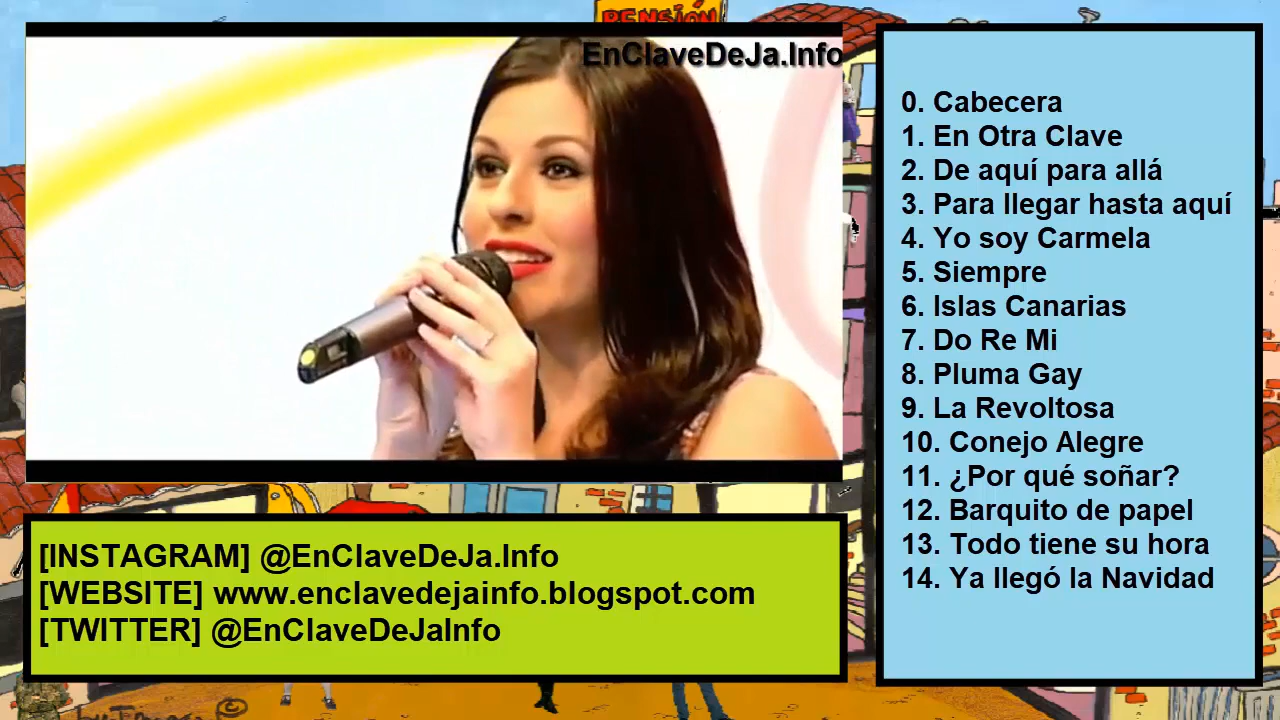 PENSIÓN
EnClaveDeJa.Info
0. Cabecera
1. En Otra Clave
2. De aquí para allá
3. Para llegar hasta aquí
4. Yo soy Carmela
5. Siempre
6. Islas Canarias
7. Do Re Mi
8. Pluma Gay
9. La Revoltosa
10. Conejo Alegre
11. ¿Por qué soñar?
12. Barquito de papel
13. Todo tiene su hora
14. Ya llegó la Navidad
[INSTAGRAM] @EnClaveDeJa.Info
[WEBSITE] www.enclavedejainfo.blogspot.com
[TWITTER] @EnClaveDeJaInfo
©